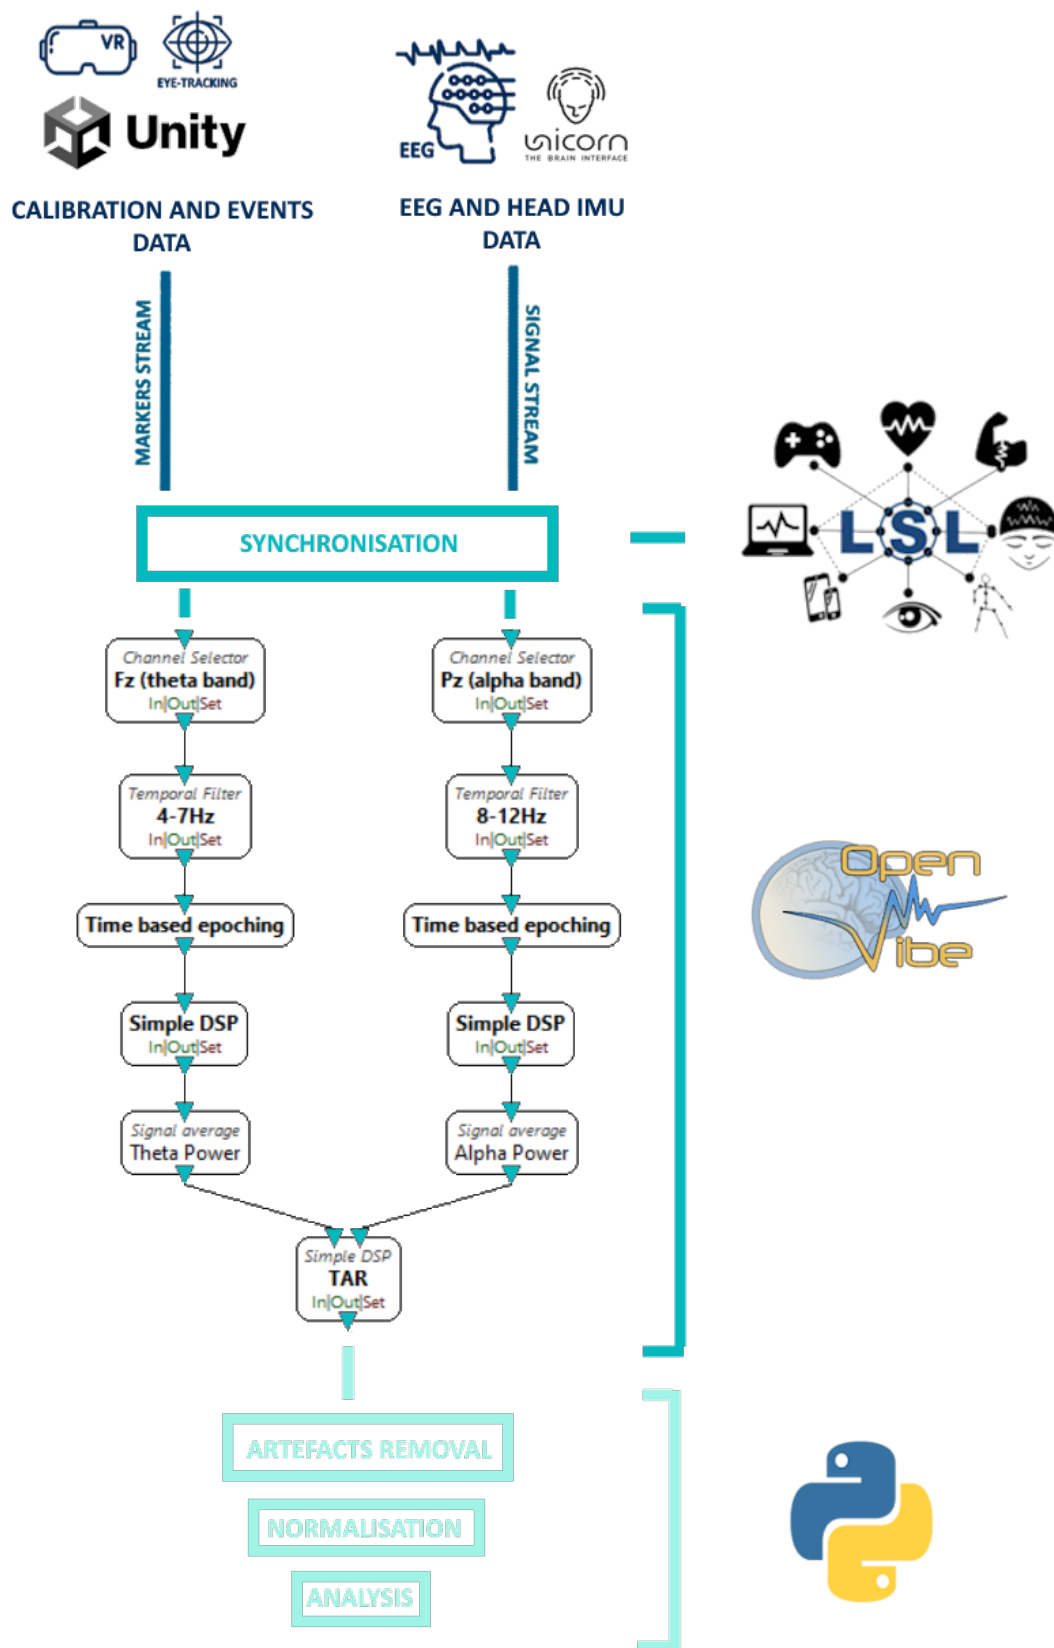 VR
EYE-TRACKING
Unity
EEG
unicorn
THE BRAIN INTERFACE
CALIBRATION AND EVENTS
DATA
EEG AND HEAD IMU
DATA
MARKERS STREAM
SIGNAL STREAM
SYNCHRONISATION
LSL
Channel Selector
Fz (theta band)
In|Out|Set
Channel Selector
Pz (alpha band)
In|Out|Set
Temporal Filter
4-7Hz
In|Out|Set
Temporal Filter
8-12Hz
In|Out|Set
Open
Vibe
Time based epoching
Time based epoching
Simple DSP
In|Out|Set
Simple DSP
In|Out|Set
Signal average
Theta Power
Signal average
Alpha Power
Simple DSP
TAR
In|Out|Set
ARTEFACTS REMOVAL
NORMALISATION
ANALYSIS